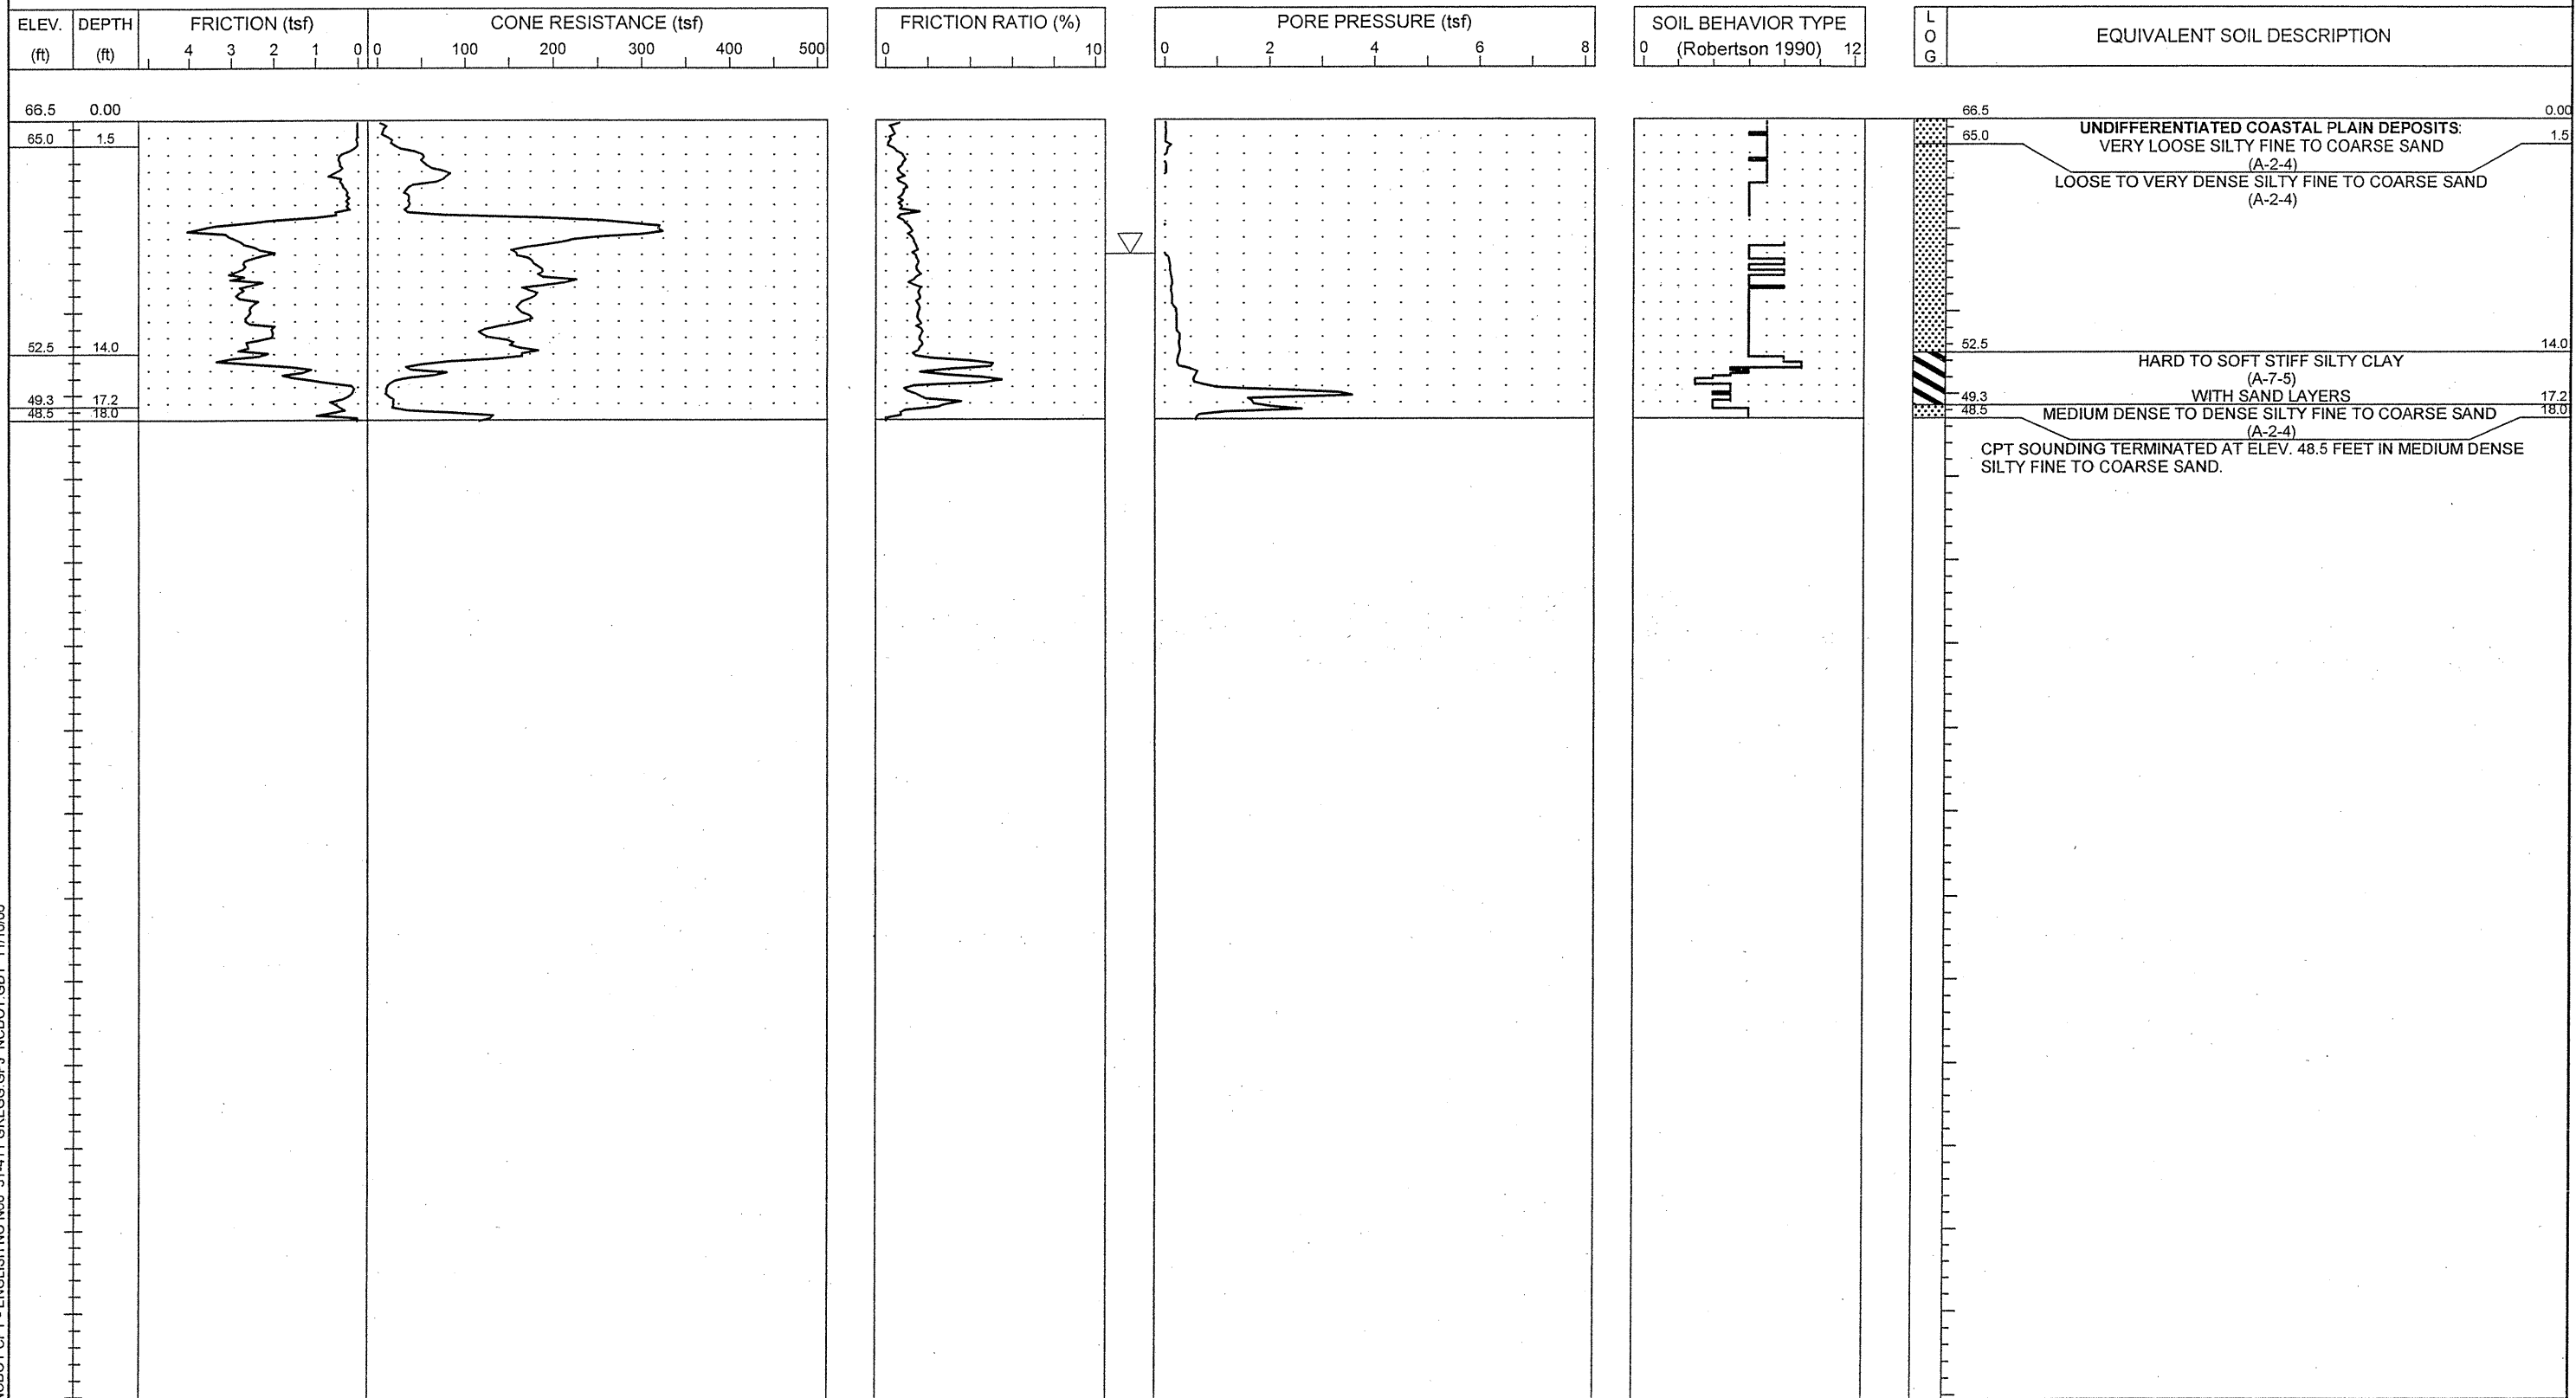 ELEV. (ft)
DEPTH (ft)
FRICTION (tsf)
4 3 2 1 0
CONE RESISTANCE (tsf)
0 100 200 300 400 500
FRICTION RATIO (%)
0 10
PORE PRESSURE (tsf)
0 2 4 6 8
SOIL BEHAVIOR TYPE
(Robertson 1990)
0 12
LOG
EQUIVALENT SOIL DESCRIPTION
66.5 0.00
65.0 1.5
52.5 14.0
49.3 17.2
48.5 18.0
66.5 0.00
UNDIFFERENTIATED COASTAL PLAIN DEPOSITS:
65.0 1.5
VERY LOOSE SILTY FINE TO COARSE SAND
(A-2-4)
LOOSE TO VERY DENSE SILTY FINE TO COARSE SAND
(A-2-4)
52.5 14.0
HARD TO SOFT STIFF SILTY CLAY
(A-7-5)
49.3 WITH SAND LAYERS 17.2
48.5 MEDIUM DENSE TO DENSE SILTY FINE TO COARSE SAND 18.0
(A-2-4)
CPT SOUNDING TERMINATED AT ELEV. 48.5 FEET IN MEDIUM DENSE
SILTY FINE TO COARSE SAND.